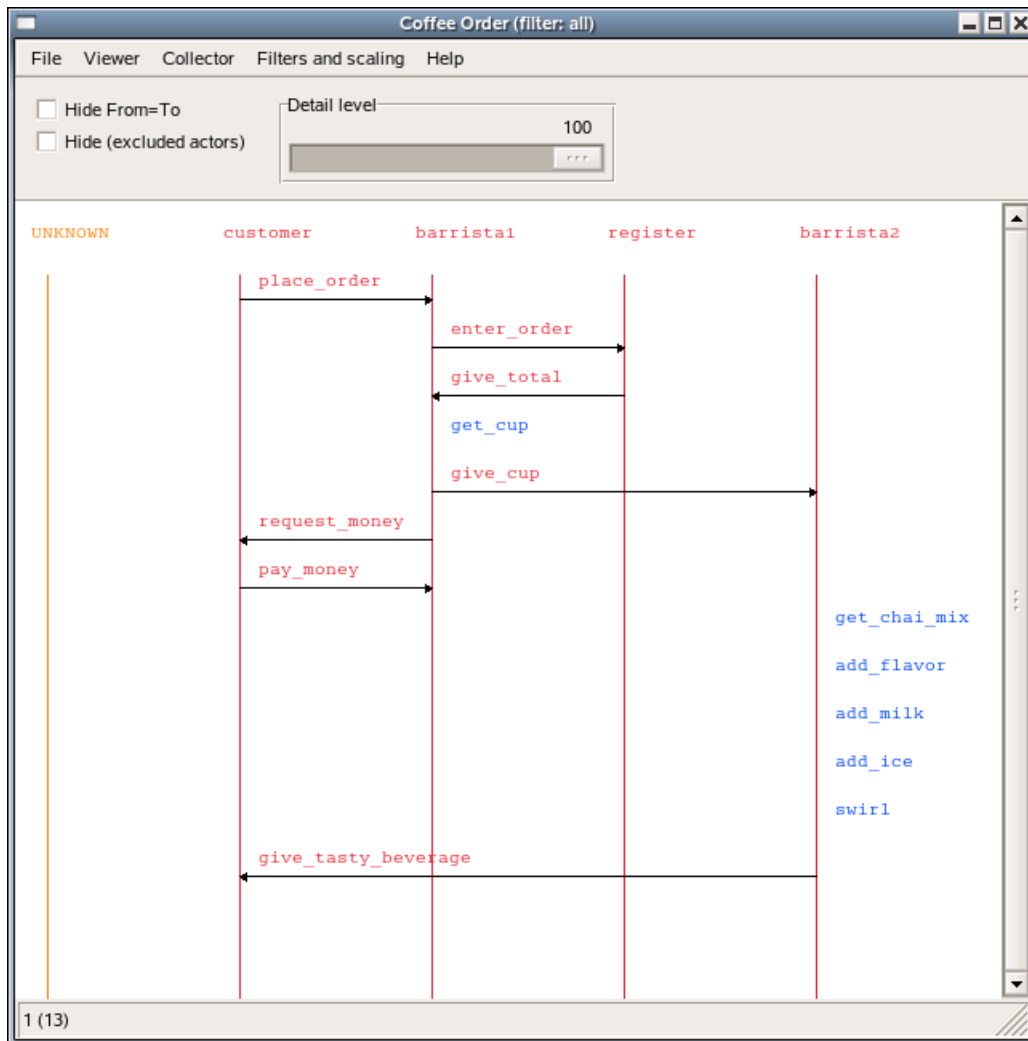 Coffee Order (filter: all)
File Viewer Collector Filters and scaling Help
Hide From=To
Hide (excluded actors)
Detail level
100
UNKNOWN customer barrista1 register barrista2
place_order
enter_order
give_total
get_cup
give_cup
request_money
pay_money
get_chai_mix
add_flavor
add_milk
add_ice
swirl
give_tasty_beverage
1 (13)